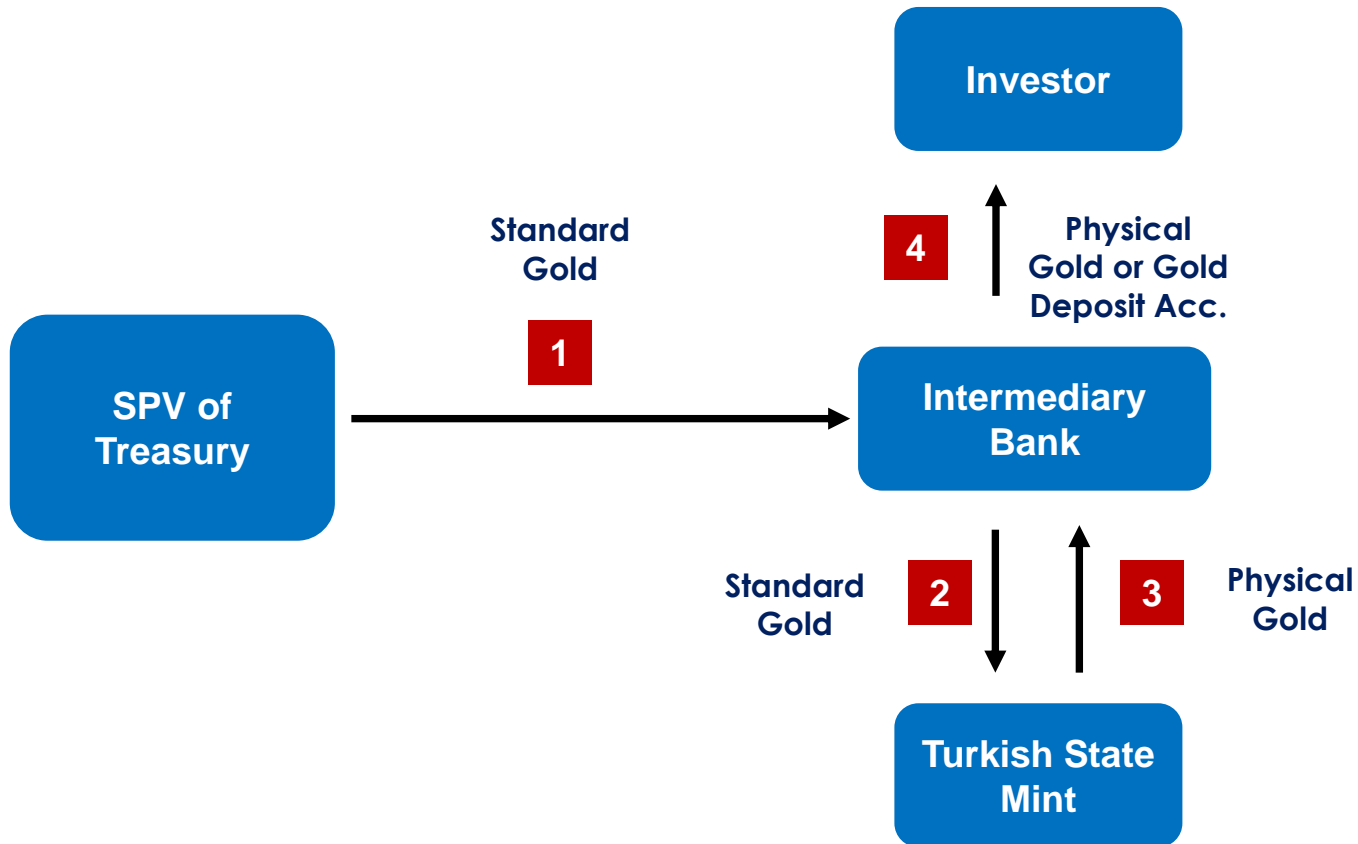 Investor
Standard
Gold
4
Physical
Gold or Gold
Deposit Acc.
1
SPV of
Treasury
Intermediary
Bank
Standard
Gold
2
3
Physical
Gold
Turkish State
Mint